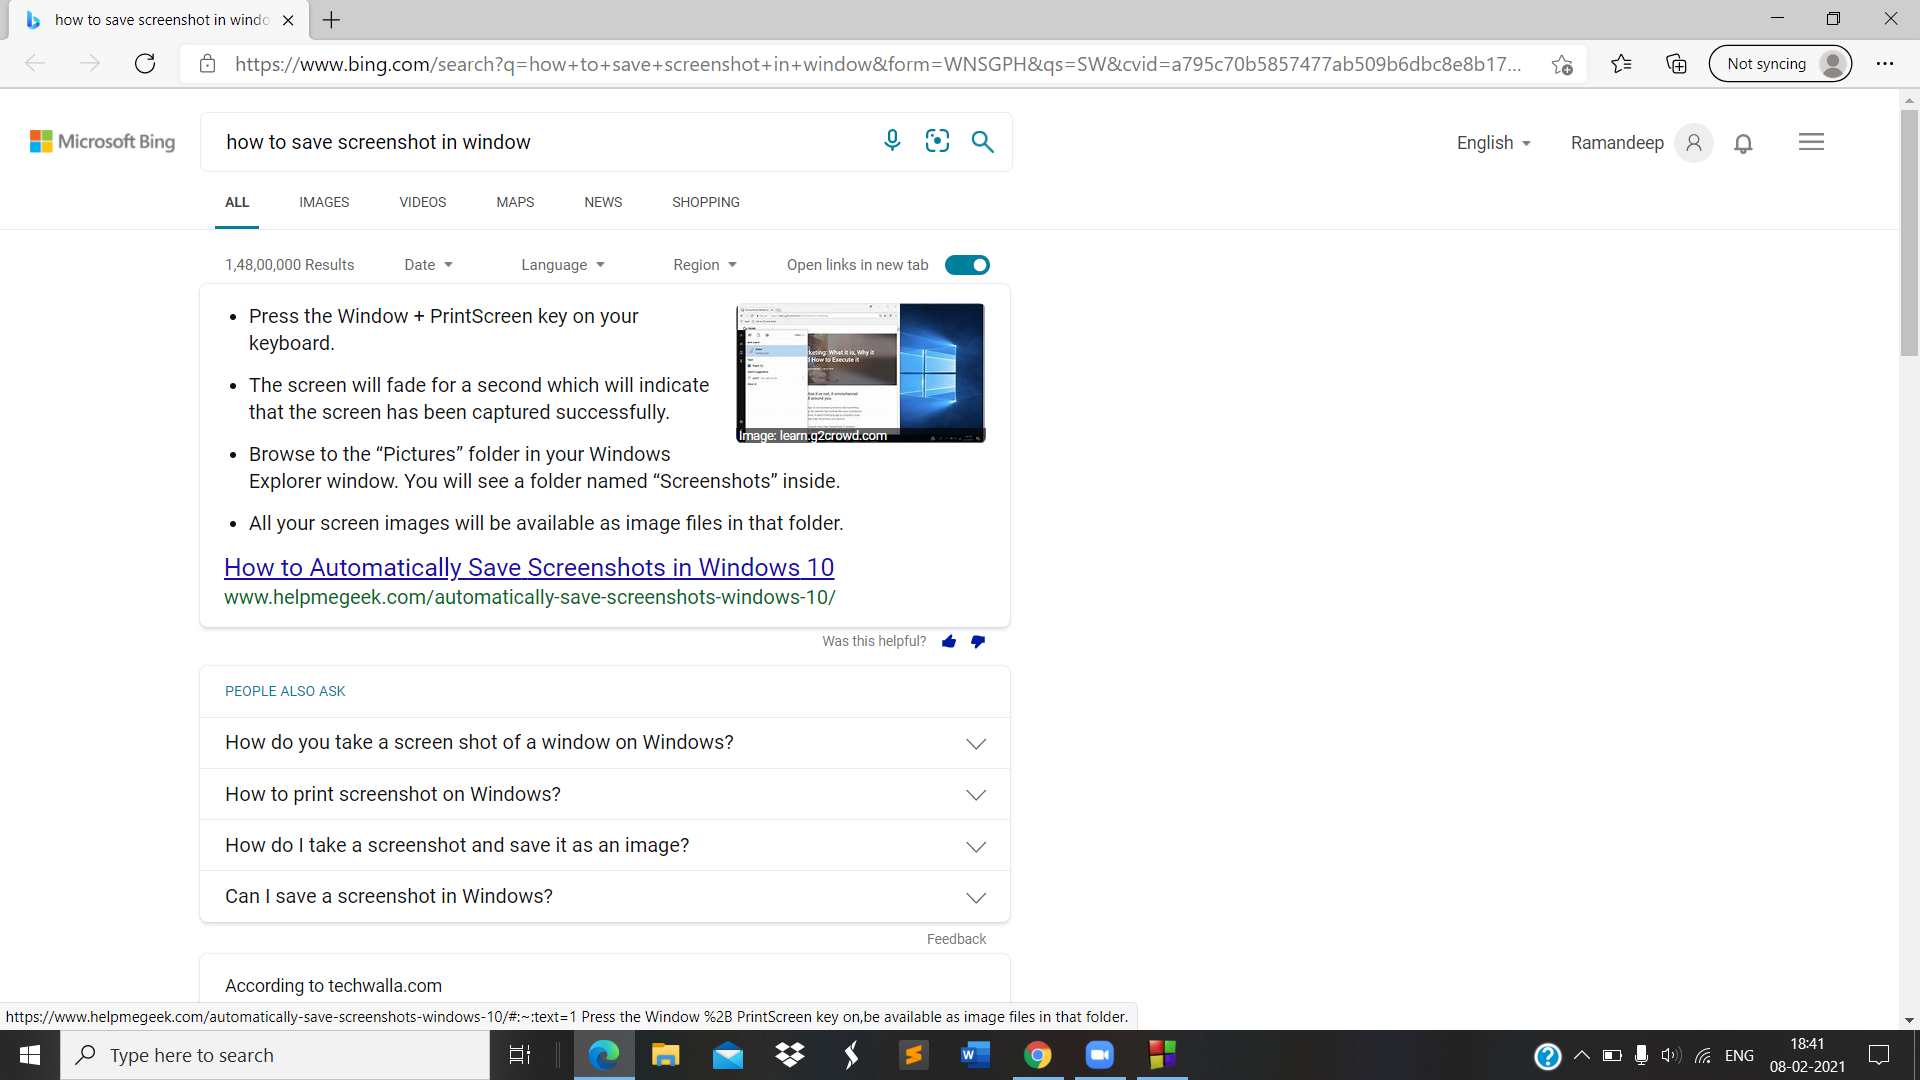 how to save screenshot in windo
https://www.bing.com/search?q=how+to+save+screenshot+in+window&form=WNSGPH&qs=SW&cvid=a795c70b5857477ab509b6dbc8e8b17...
Not syncing
Microsoft Bing
how to save screenshot in window
English
Ramandeep
ALL IMAGES VIDEOS MAPS NEWS SHOPPING
1,48,00,000 Results Date Language Region Open links in new tab
• Press the Window + PrintScreen key on your
keyboard.
• The screen will fade for a second which will indicate
that the screen has been captured successfully.
• Browse to the “Pictures” folder in your Windows
Explorer window. You will see a folder named “Screenshots” inside.
• All your screen images will be available as image files in that folder.
Image: learn.g2crowd.com
How to Automatically Save Screenshots in Windows 10
www.helpmegeek.com/automatically-save-screenshots-windows-10/
Was this helpful?
PEOPLE ALSO ASK
How do you take a screen shot of a window on Windows?
How to print screenshot on Windows?
How do I take a screenshot and save it as an image?
Can I save a screenshot in Windows?
Feedback
According to techwalla.com
https://www.helpmegeek.com/automatically-save-screenshots-windows-10/#:~:text=1 Press the Window %2B PrintScreen key on,be available as image files in that folder.
Type here to search
ENG
18:41
08-02-2021